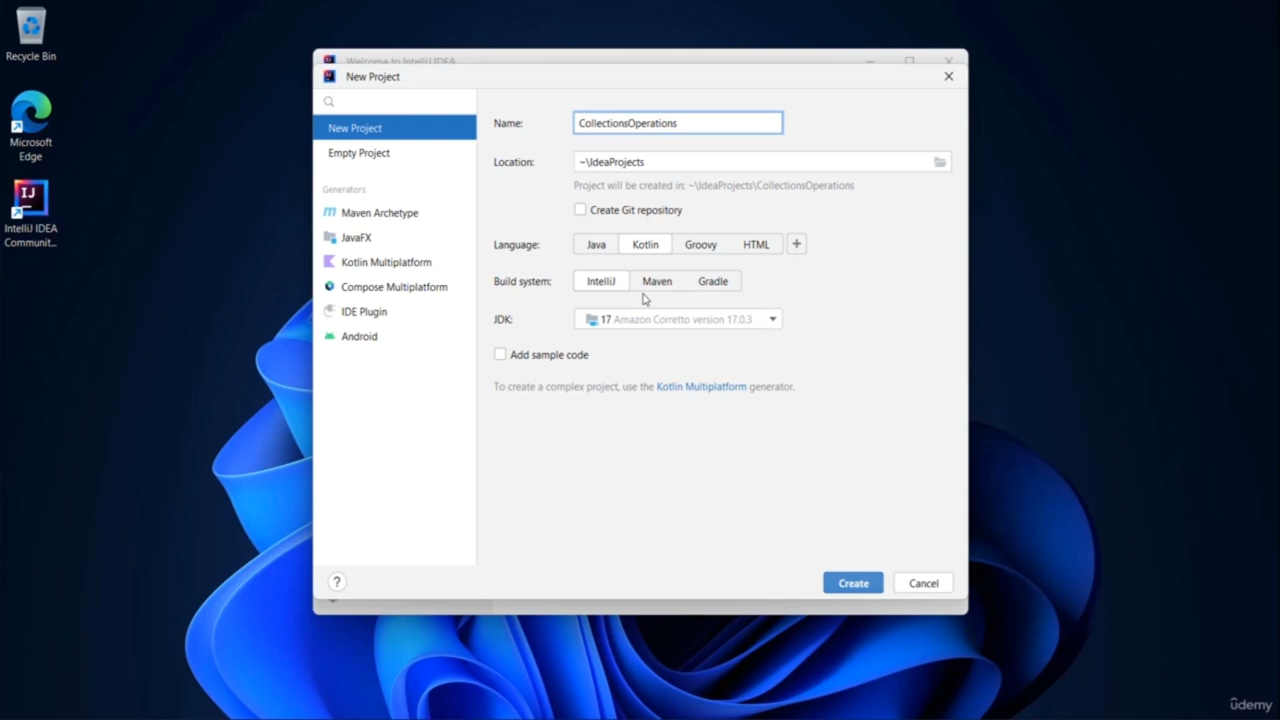 Recycle Bin
Microsoft
Edge
IJ
IntelliJ IDEA
Communit...
Welcome to IntelliJ IDEA
New Project
New Project
Empty Project
Generators
Maven Archetype
JavaFX
Kotlin Multiplatform
Compose Multiplatform
IDE Plugin
Android
Name: CollectionsOperations
Location: ~\IdeaProjects
Project will be created in: ~\IdeaProjects\CollectionsOperations
Create Git repository
Language: Java Kotlin Groovy HTML +
Build system: IntelliJ Maven Gradle
JDK: 17 Amazon Corretto version 17.0.3
Add sample code
To create a complex project, use the Kotlin Multiplatform generator.
? Create Cancel
ûdemy